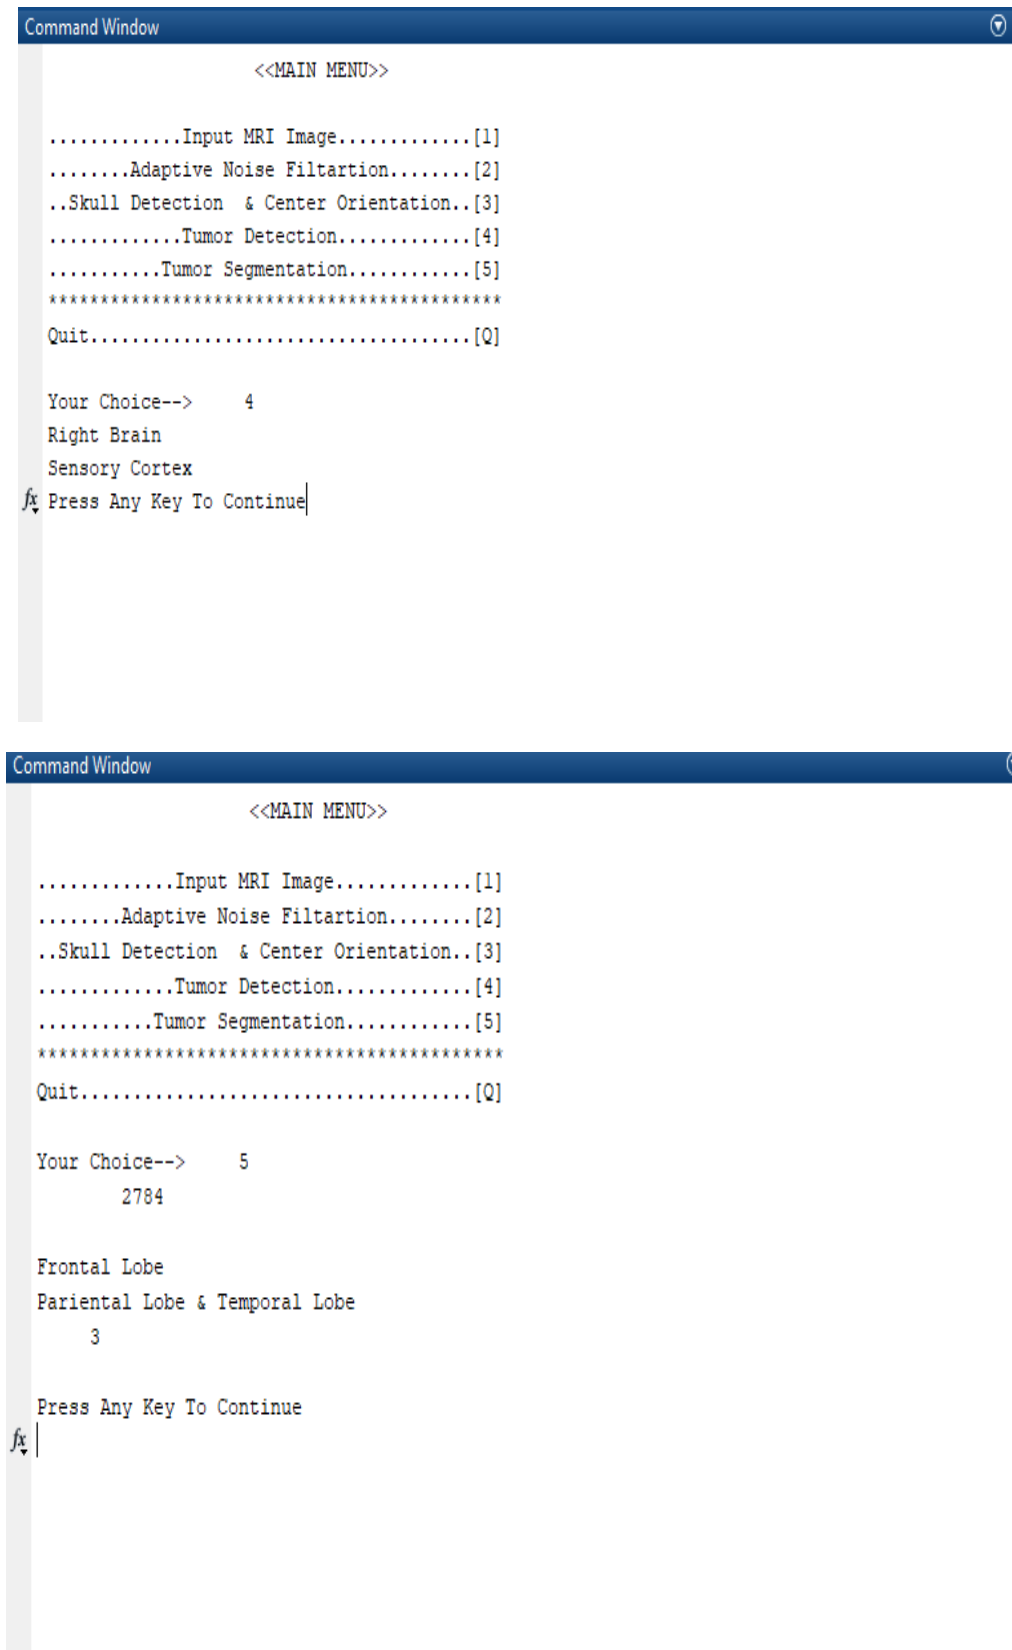 Command Window
<<MAIN MENU>>
.............Input MRI Image.............[1]
........Adaptive Noise Filtartion........[2]
..Skull Detection  & Center Orientation..[3]
.............Tumor Detection.............[4]
...........Tumor Segmentation............[5]
********************************************
Quit.....................................[Q]
Your Choice-->     4
Right Brain
Sensory Cortex
fx Press Any Key To Continue
Command Window
<<MAIN MENU>>
.............Input MRI Image.............[1]
........Adaptive Noise Filtartion........[2]
..Skull Detection  & Center Orientation..[3]
.............Tumor Detection.............[4]
...........Tumor Segmentation............[5]
********************************************
Quit.....................................[Q]
Your Choice-->     5
2784
Frontal Lobe
Pariental Lobe & Temporal Lobe
3
Press Any Key To Continue
fx